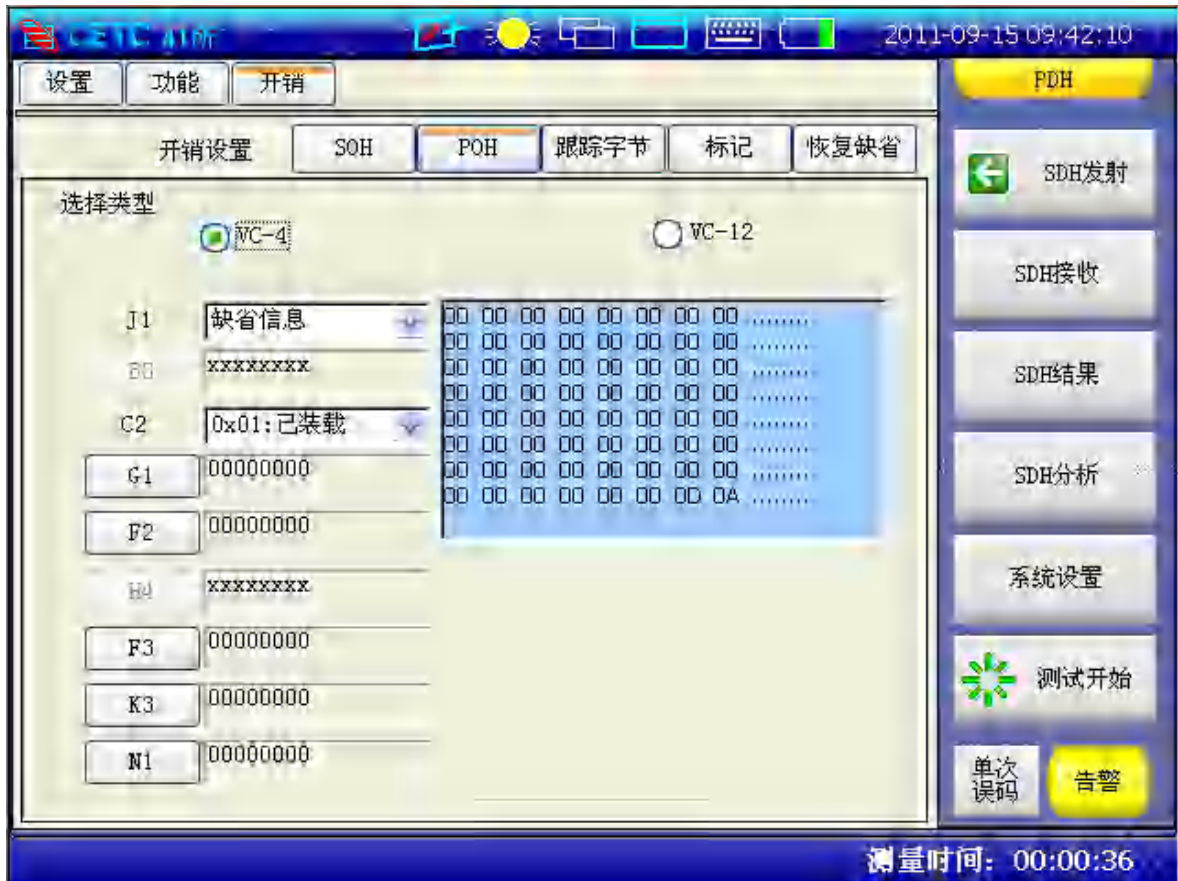 CETC 41所 2011-09-15 09:42:10
设置 功能 开销 PDH
开销设置 SOH POH 跟踪字节 标记 恢复缺省
SDH发射
选择类型
VC-4 VC-12
SDH接收
J1 缺省信息
00 00 00 00 00 00 00 00 ........
00 00 00 00 00 00 00 00 ........
00 00 00 00 00 00 00 00 ........
00 00 00 00 00 00 00 00 ........
00 00 00 00 00 00 00 00 ........
00 00 00 00 00 00 00 00 ........
00 00 00 00 00 00 00 00 ........
00 00 00 00 00 00 0D 0A ........
XXXXXXXX
SDH结果
C2 0x01:已装载
G1 00000000
SDH分析
F2 00000000
H4 XXXXXXXX
系统设置
F3 00000000
测试开始
K3 00000000
N1 00000000
单次
误码
告警
测量时间: 00:00:36